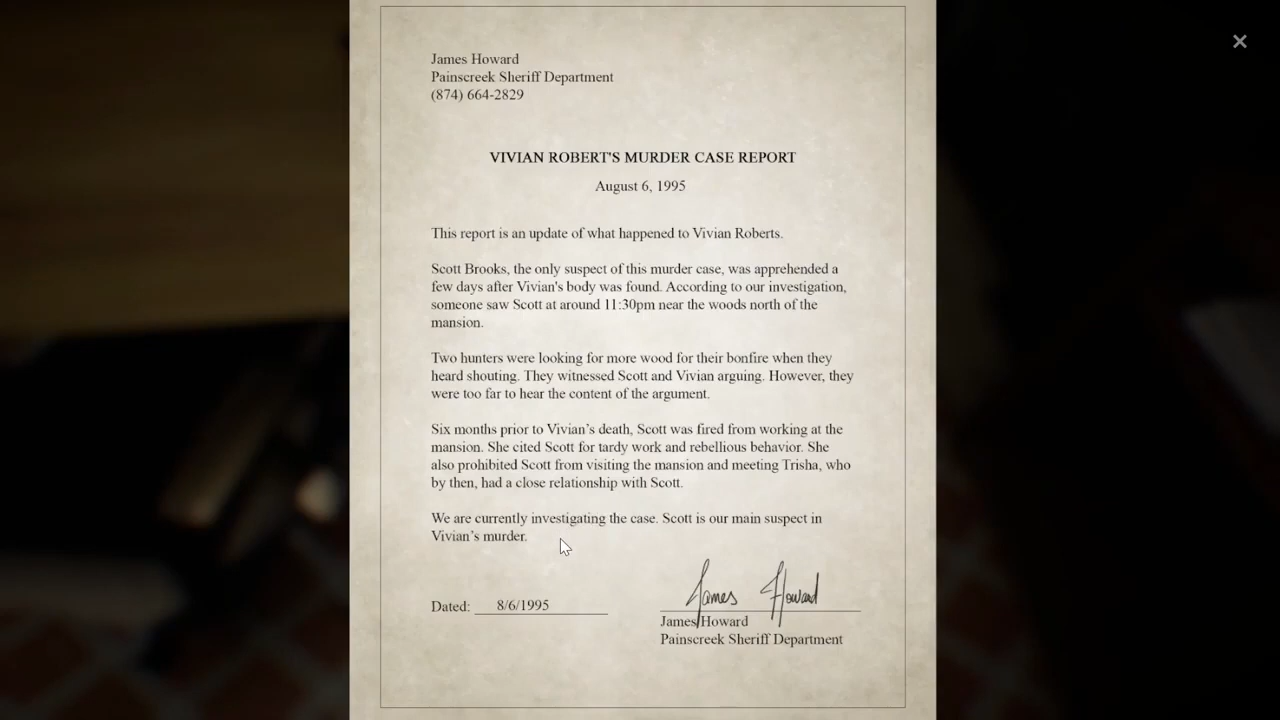 James Howard
Painscreek Sheriff Department
(874) 664-2829
VIVIAN ROBERT'S MURDER CASE REPORT
August 6, 1995
This report is an update of what happened to Vivian Roberts.
Scott Brooks, the only suspect of this murder case, was apprehended a
few days after Vivian's body was found. According to our investigation,
someone saw Scott at around 11:30pm near the woods north of the
mansion.
Two hunters were looking for more wood for their bonfire when they
heard shouting. They witnessed Scott and Vivian arguing. However, they
were too far to hear the content of the argument.
Six months prior to Vivian’s death, Scott was fired from working at the
mansion. She cited Scott for tardy work and rebellious behavior. She
also prohibited Scott from visiting the mansion and meeting Trisha, who
by then, had a close relationship with Scott.
We are currently investigating the case. Scott is our main suspect in
Vivian’s murder.
James Howard
Dated: 8/6/1995
James Howard
Painscreek Sheriff Department